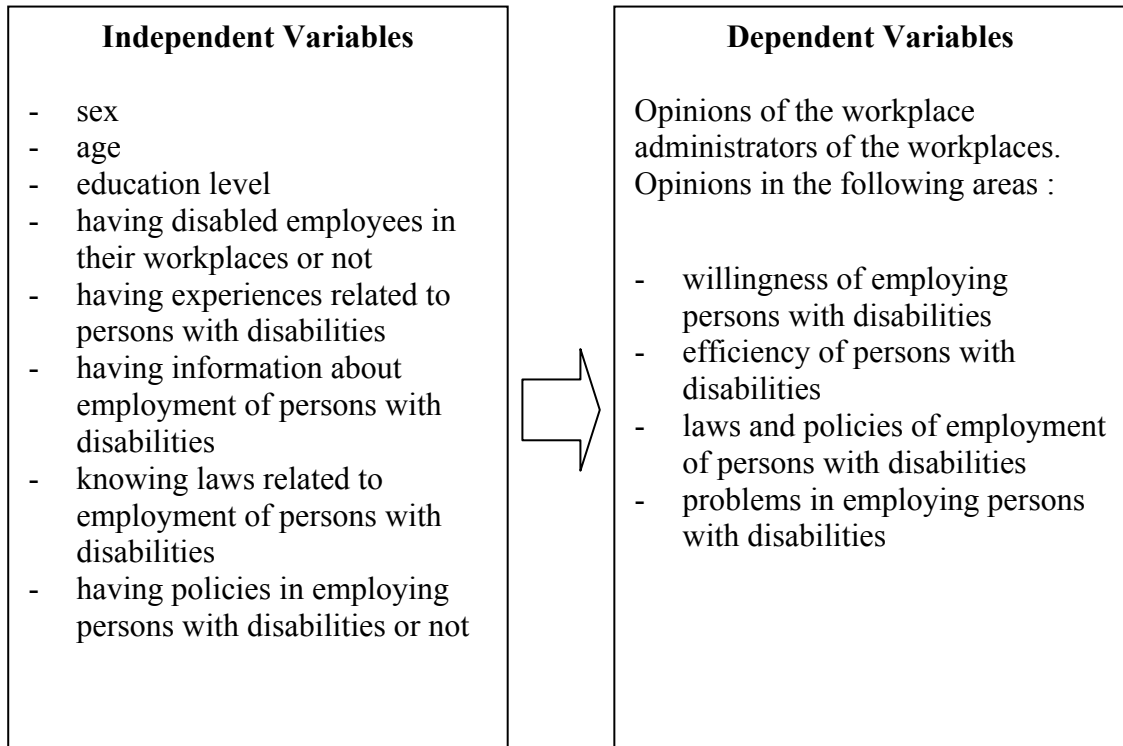 Independent Variables
- sex
- age
- education level
- having disabled employees in
their workplaces or not
- having experiences related to
persons with disabilities
- having information about
employment of persons with
disabilities
- knowing laws related to
employment of persons with
disabilities
- having policies in employing
persons with disabilities or not
Dependent Variables
Opinions of the workplace
administrators of the workplaces.
Opinions in the following areas :
- willingness of employing
persons with disabilities
- efficiency of persons with
disabilities
- laws and policies of employment
of persons with disabilities
- problems in employing persons
with disabilities